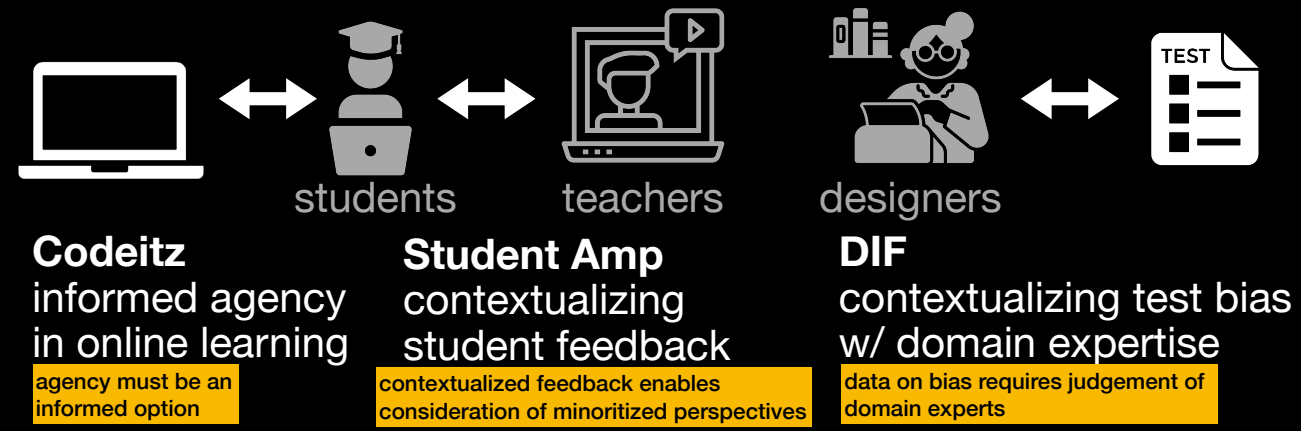 TEST
students
teachers
designers
Codeitz
informed agency
in online learning
agency must be an
informed option
Student Amp
contextualizing
student feedback
contextualized feedback enables
consideration of minoritized perspectives
DIF
contextualizing test bias
w/ domain expertise
data on bias requires judgement of
domain experts